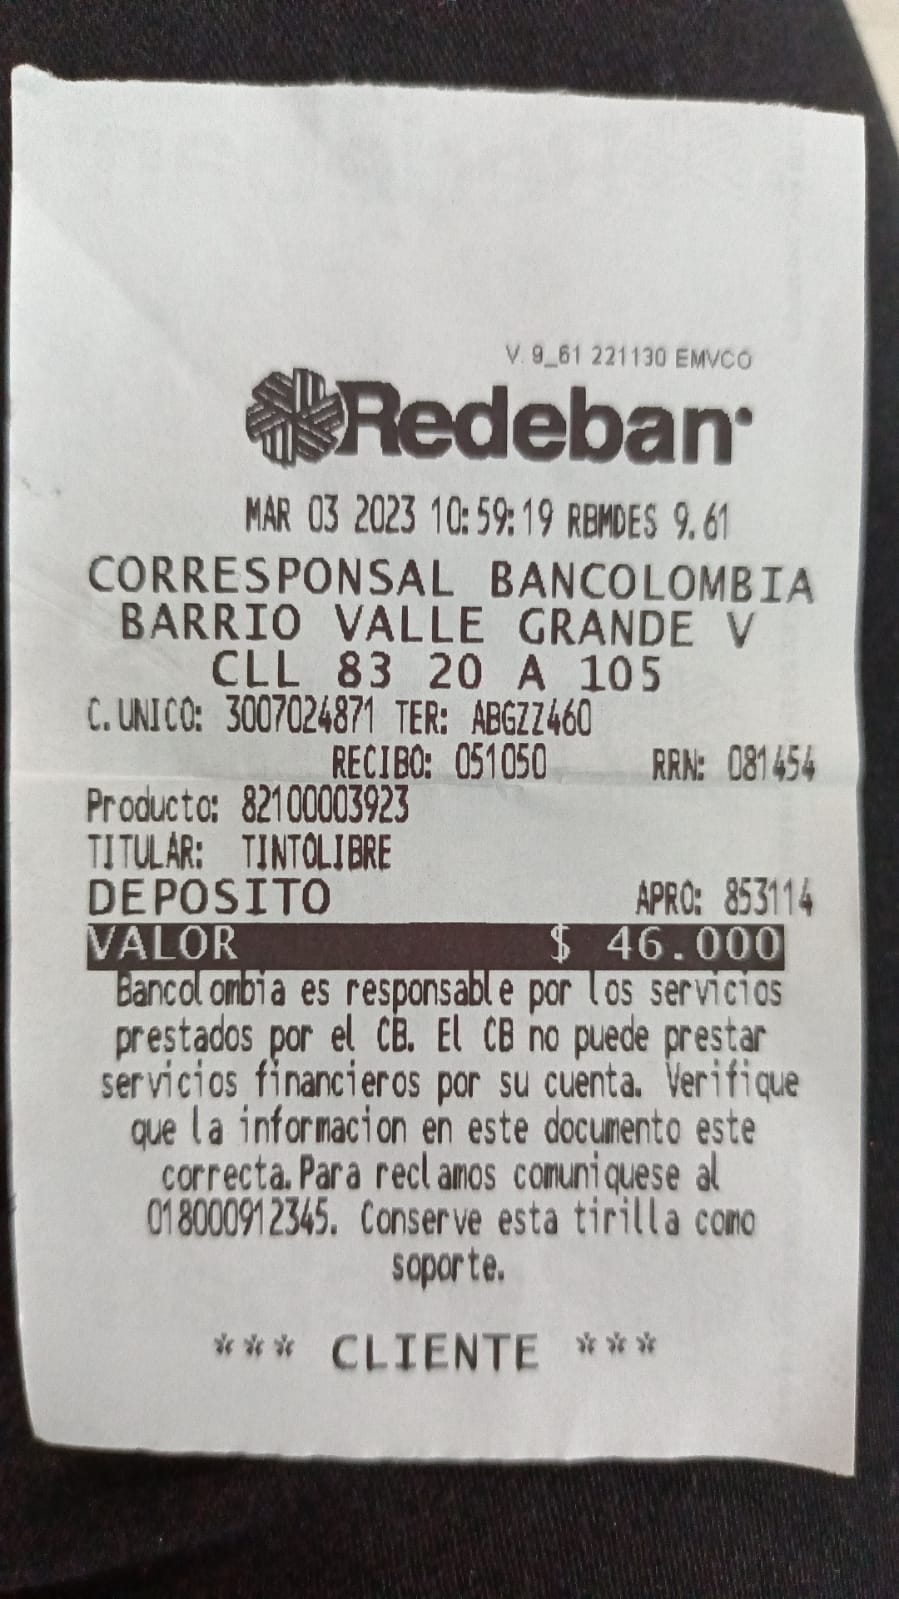 V. 9_61 221130 EMVCO
Redeban
MAR 03 2023 10:59:19 RBMDES 9.61
CORRESPONSAL BANCOLOMBIA
BARRIO VALLE GRANDE V
CLL 83 20 A 105
C.UNICO: 3007024871 TER: ABGZZ460
RECIBO: 051050 RRN: 081454
Producto: 82100003923
TITULAR: TINTOLIBRE
DEPOSITO APRO: 853114
VALOR $ 46.000
Bancolombia es responsable por los servicios
prestados por el CB. El CB no puede prestar
servicios financieros por su cuenta. Verifique
que la informacion en este documento este
correcta.Para reclamos comuniquese al
018000912345. Conserve esta tirilla como
soporte.
*** CLIENTE ***